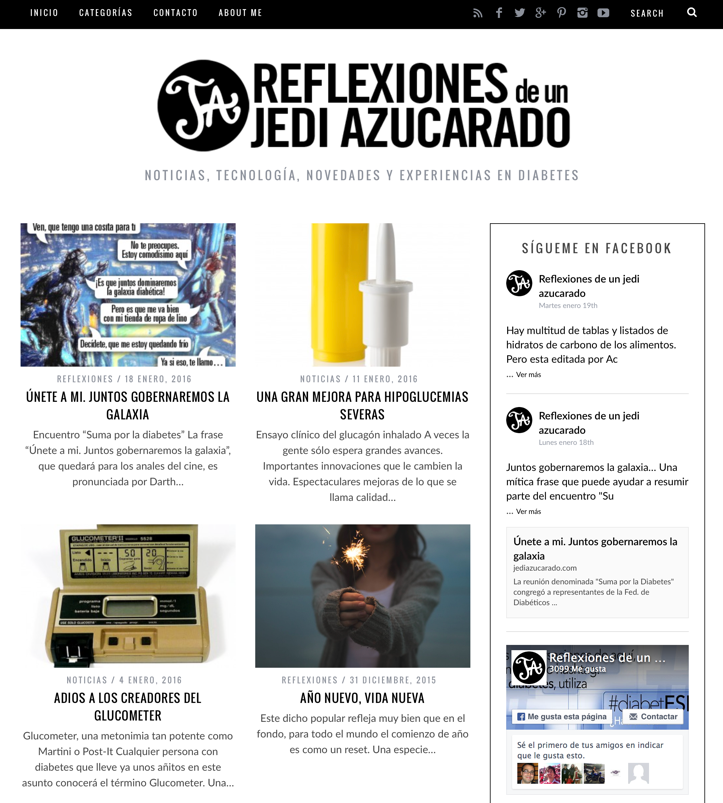 INICIO CATEGORÍAS CONTACTO ABOUT ME SEARCH
JA REFLEXIONES de un
JEDI AZUCARADO
NOTICIAS, TECNOLOGÍA, NOVEDADES Y EXPERIENCIAS EN DIABETES
Ven, que tengo una cosita para ti
No te preocupes.
Estoy comodísimo aquí
¡Es que juntos dominaremos
la galaxia diabética!
Pero es que me va bien
con mi tienda de ropa de lino
Decídete, que me estoy quedando frío
Ya si eso, te llamo...
REFLEXIONES / 18 ENERO, 2016
ÚNETE A MI. JUNTOS GOBERNAREMOS LA
GALAXIA
Encuentro “Suma por la diabetes” La frase
“Únete a mi. Juntos gobernaremos la galaxia”,
que quedará para los anales del cine, es
pronunciada por Darth...
NOTICIAS / 11 ENERO, 2016
UNA GRAN MEJORA PARA HIPOGLUCEMIAS
SEVERAS
Ensayo clínico del glucagón inhalado A veces la
gente sólo espera grandes avances.
Importantes innovaciones que le cambien la
vida. Espectaculares mejoras de lo que se
llama calidad...
GLUCOMETER II
50 20
NOTICIAS / 4 ENERO, 2016
ADIOS A LOS CREADORES DEL
GLUCOMETER
Glucometer, una metonimia tan potente como
Martini o Post-It Cualquier persona con
diabetes que lleve ya unos añitos en este
asunto conocerá el término Glucometer. Una...
REFLEXIONES / 31 DICIEMBRE, 2015
AÑO NUEVO, VIDA NUEVA
Este dicho popular refleja muy bien que en el
fondo, para todo el mundo el comienzo de año
es como un reset. Una especie...
SÍGUEME EN FACEBOOK
Reflexiones de un jedi
azucarado
Martes enero 19th
Hay multitud de tablas y listados de
hidratos de carbono de los alimentos.
Pero esta editada por Ac
... Ver más
Reflexiones de un jedi
azucarado
Lunes enero 18th
Juntos gobernaremos la galaxia... Una
mítica frase que puede ayudar a resumir
parte del encuentro "Su
... Ver más
Únete a mi. Juntos gobernaremos la
galaxia
jediazucarado.com
La reunión denominada “Suma por la Diabetes”
congregó a representantes de la Fed. de
Diabéticos ...
Reflexiones de un ...
3099 Me gusta
diabetes, utiliza
#diabetESP
Me gusta esta página
Contactar
Sé el primero de tus amigos en indicar
que le gusta esto.